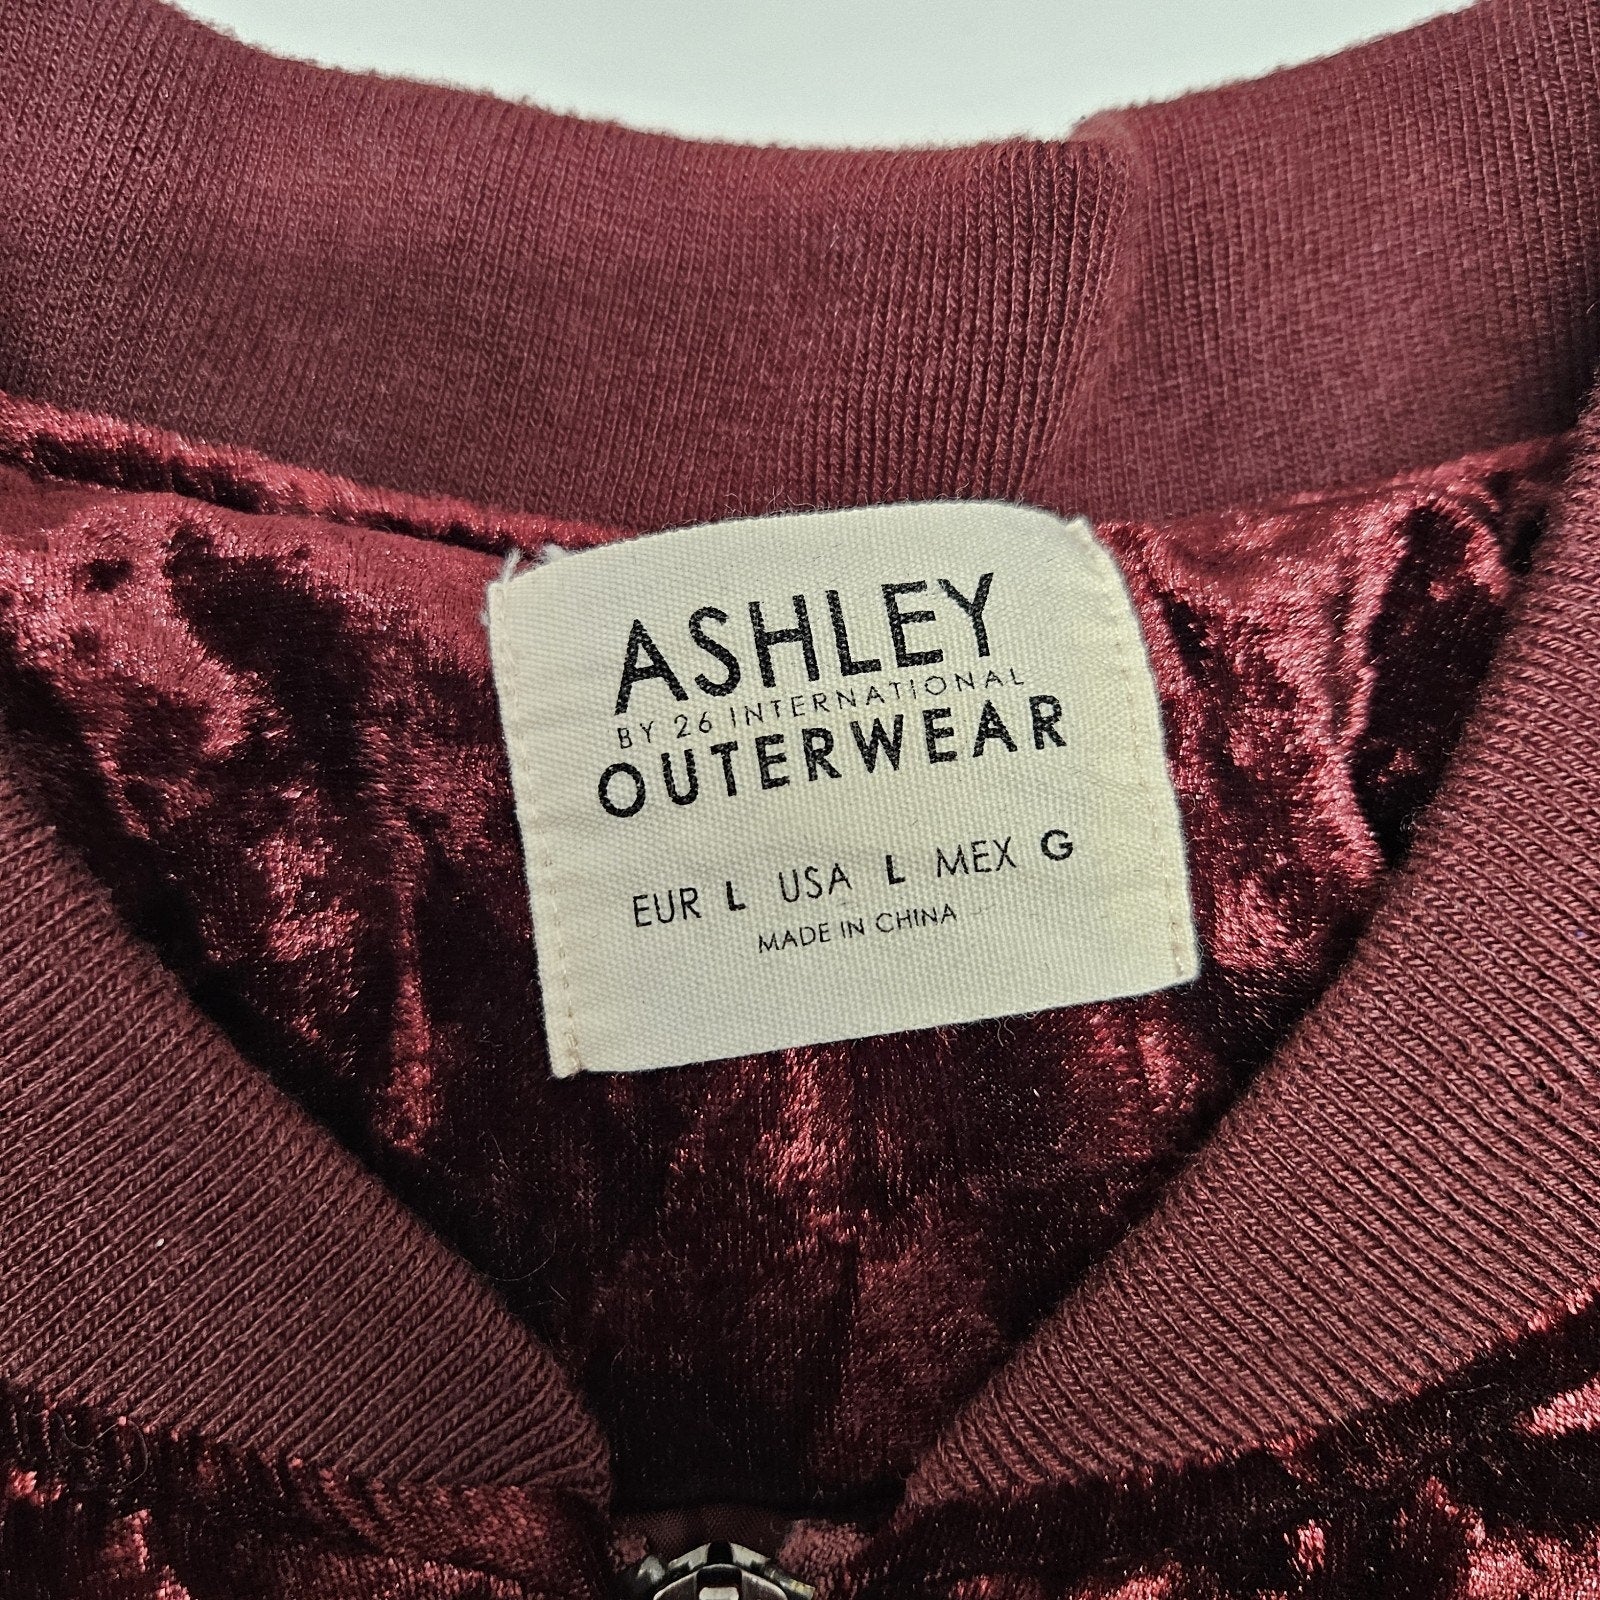 ASHLEY
BY 26 INTERNATIONAL
OUTERWEAR
EUR L USA L MEX G
MADE IN CHINA